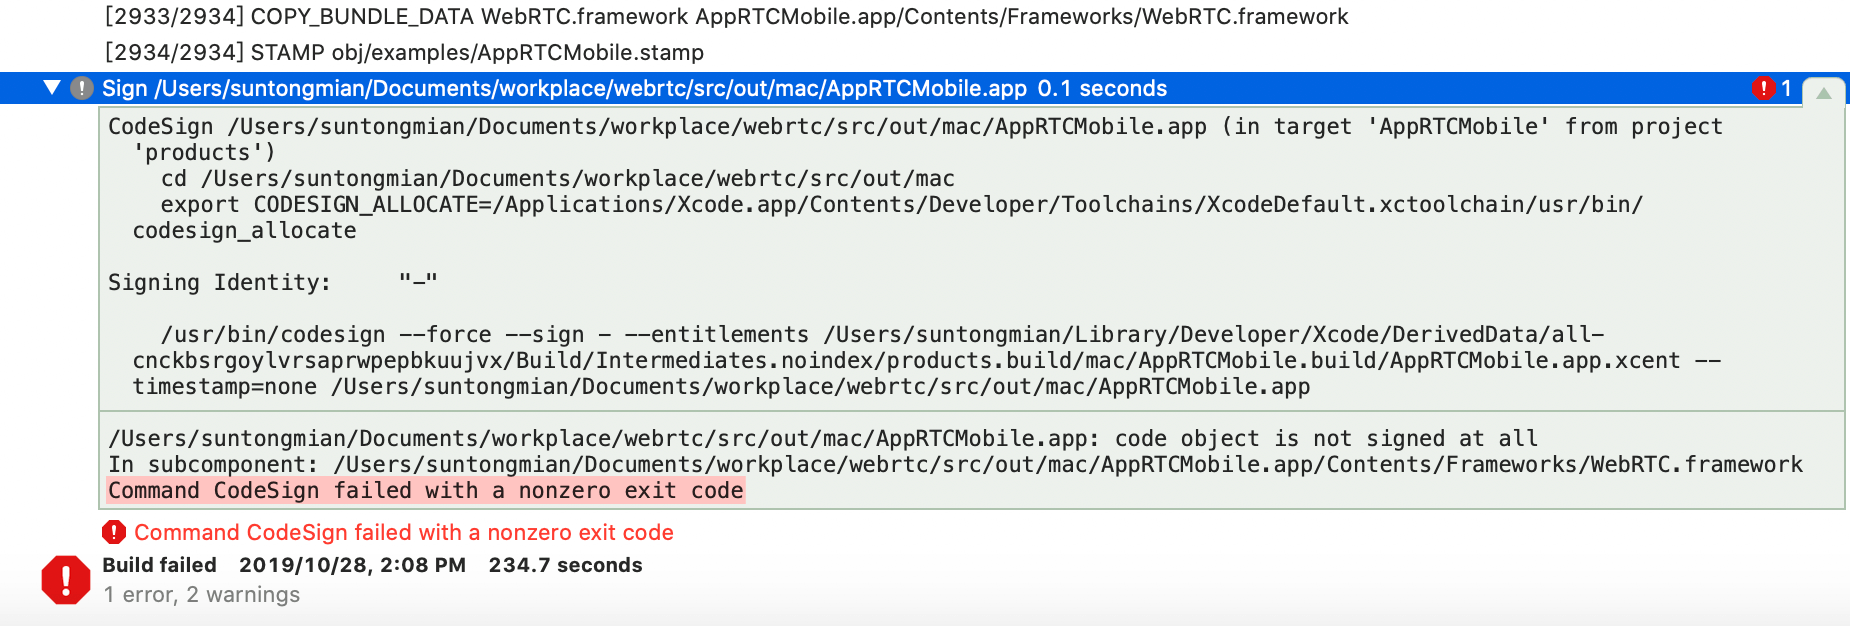 [2933/2934] COPY_BUNDLE_DATA WebRTC.framework AppRTCMobile.app/Contents/Frameworks/WebRTC.framework
[2934/2934] STAMP obj/examples/AppRTCMobile.stamp
Sign /Users/suntongmian/Documents/workplace/webrtc/src/out/mac/AppRTCMobile.app 0.1 seconds 1
CodeSign /Users/suntongmian/Documents/workplace/webrtc/src/out/mac/AppRTCMobile.app (in target 'AppRTCMobile' from project
'products')
cd /Users/suntongmian/Documents/workplace/webrtc/src/out/mac
export CODESIGN_ALLOCATE=/Applications/Xcode.app/Contents/Developer/Toolchains/XcodeDefault.xctoolchain/usr/bin/
codesign_allocate
Signing Identity: "-"
/usr/bin/codesign --force --sign - --entitlements /Users/suntongmian/Library/Developer/Xcode/DerivedData/all-
cnckbsrgoylvrsaprwpepbkuujvx/Build/Intermediates.noindex/products.build/mac/AppRTCMobile.build/AppRTCMobile.app.xcent --
timestamp=none /Users/suntongmian/Documents/workplace/webrtc/src/out/mac/AppRTCMobile.app
/Users/suntongmian/Documents/workplace/webrtc/src/out/mac/AppRTCMobile.app: code object is not signed at all
In subcomponent: /Users/suntongmian/Documents/workplace/webrtc/src/out/mac/AppRTCMobile.app/Contents/Frameworks/WebRTC.framework
Command CodeSign failed with a nonzero exit code
Command CodeSign failed with a nonzero exit code
Build failed 2019/10/28, 2:08 PM 234.7 seconds
1 error, 2 warnings